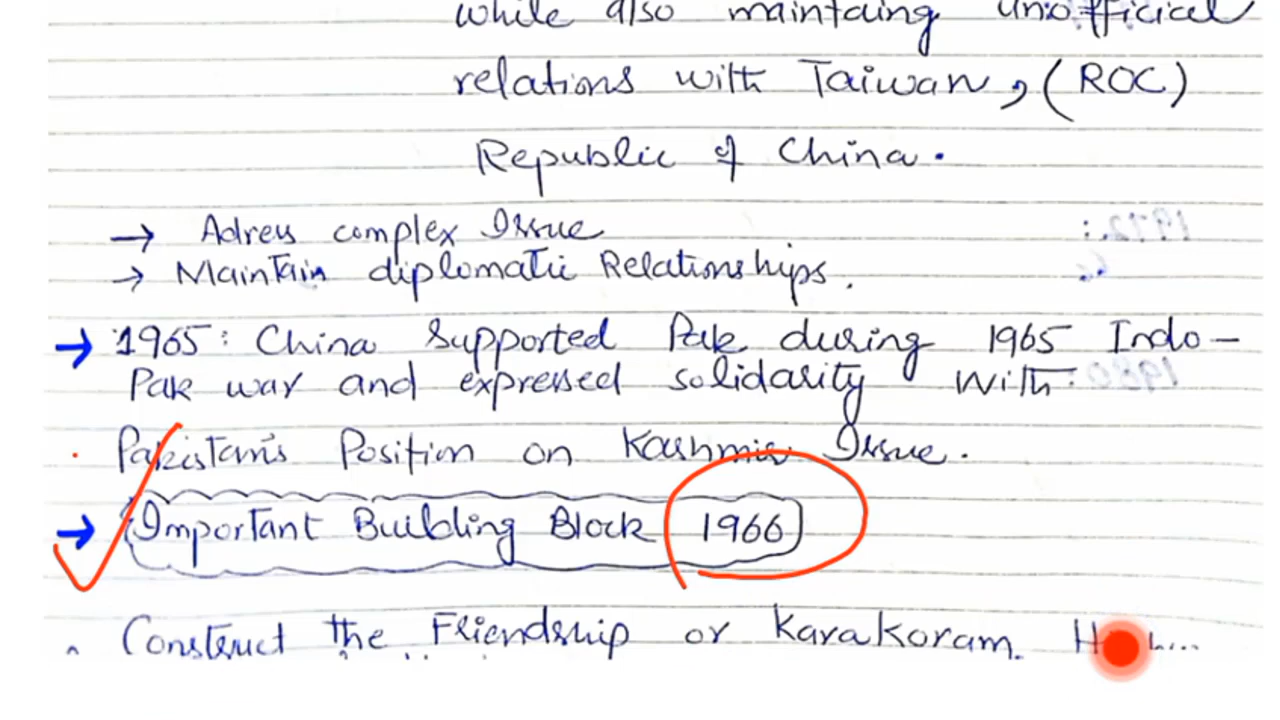 while also maintaing unofficial
relations with Taiwan, (ROC)
Republic of China.
→ Adress complex Issue
→ Maintain diplomatic Relationships.
→ 1965: China Supported Pak during 1965 Indo-
Pak war and expressed solidarity with
Pakistan's Position on Kashmir Issue.
→ Important Building Block 1966
Construct the Friendship or Karakoram